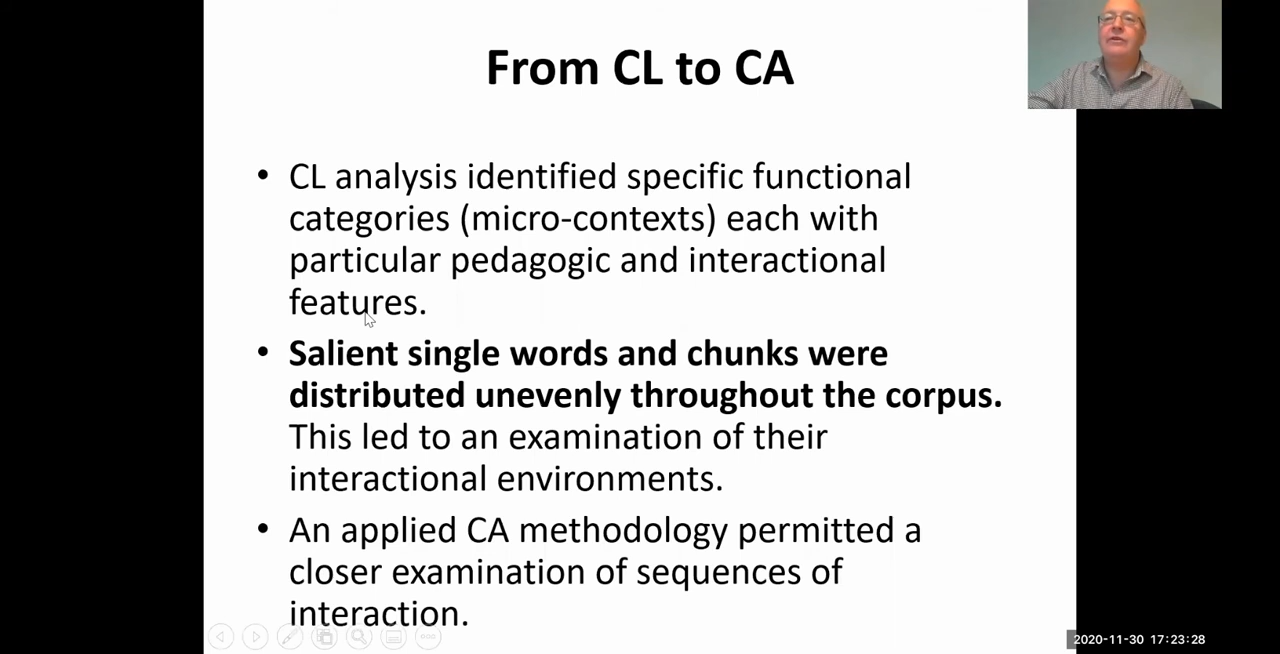 From CL to CA
• CL analysis identified specific functional
categories (micro-contexts) each with
particular pedagogic and interactional
features.
• Salient single words and chunks were
distributed unevenly throughout the corpus.
This led to an examination of their
interactional environments.
• An applied CA methodology permitted a
closer examination of sequences of
interaction.
2020-11-30 17:23:28